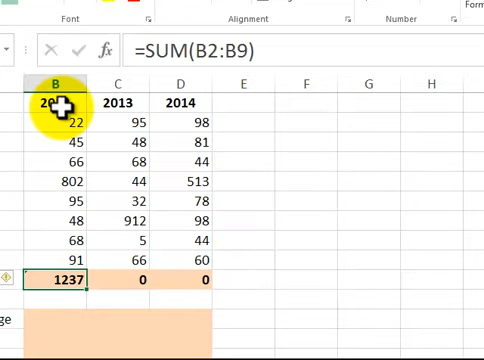 Font Alignment Number
=SUM(B2:B9)
B C D E F G H
2013 2014
22 95 98
45 48 81
66 68 44
802 44 513
95 32 78
48 912 98
68 5 44
91 66 60
1237 0 0